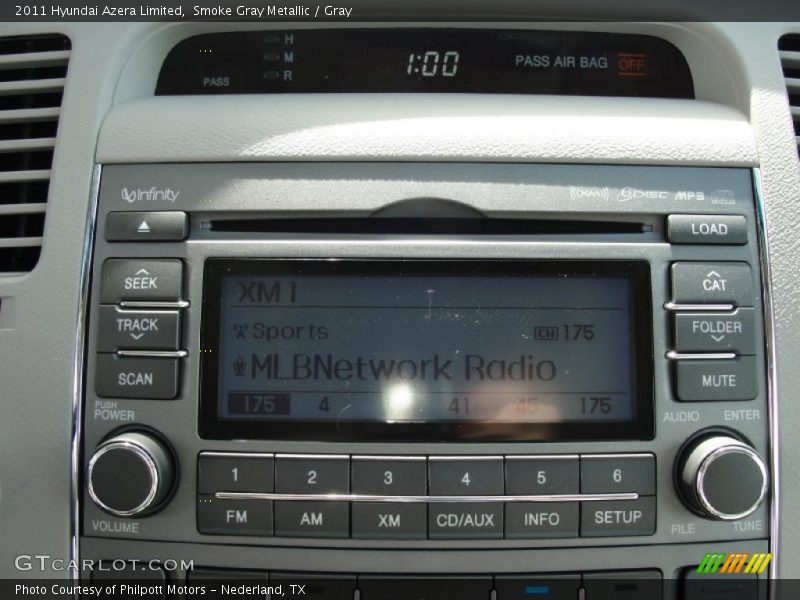 2011 Hyundai Azera Limited, Smoke Gray Metallic / Gray
PASS
H
M
R
1:00
PASS AIR BAG OFF
Infinity
XM 6DISC MP3
LOAD
SEEK
TRACK
SCAN
CAT
FOLDER
MUTE
XM1
Sports CH 175
MLBNetwork Radio
175 4 41 45 175
PUSH
POWER
AUDIO ENTER
1 2 3 4 5 6
FM AM XM CD/AUX INFO SETUP
VOLUME
FILE TUNE
GTCARLOT.COM
Photo Courtesy of Philpott Motors - Nederland, TX